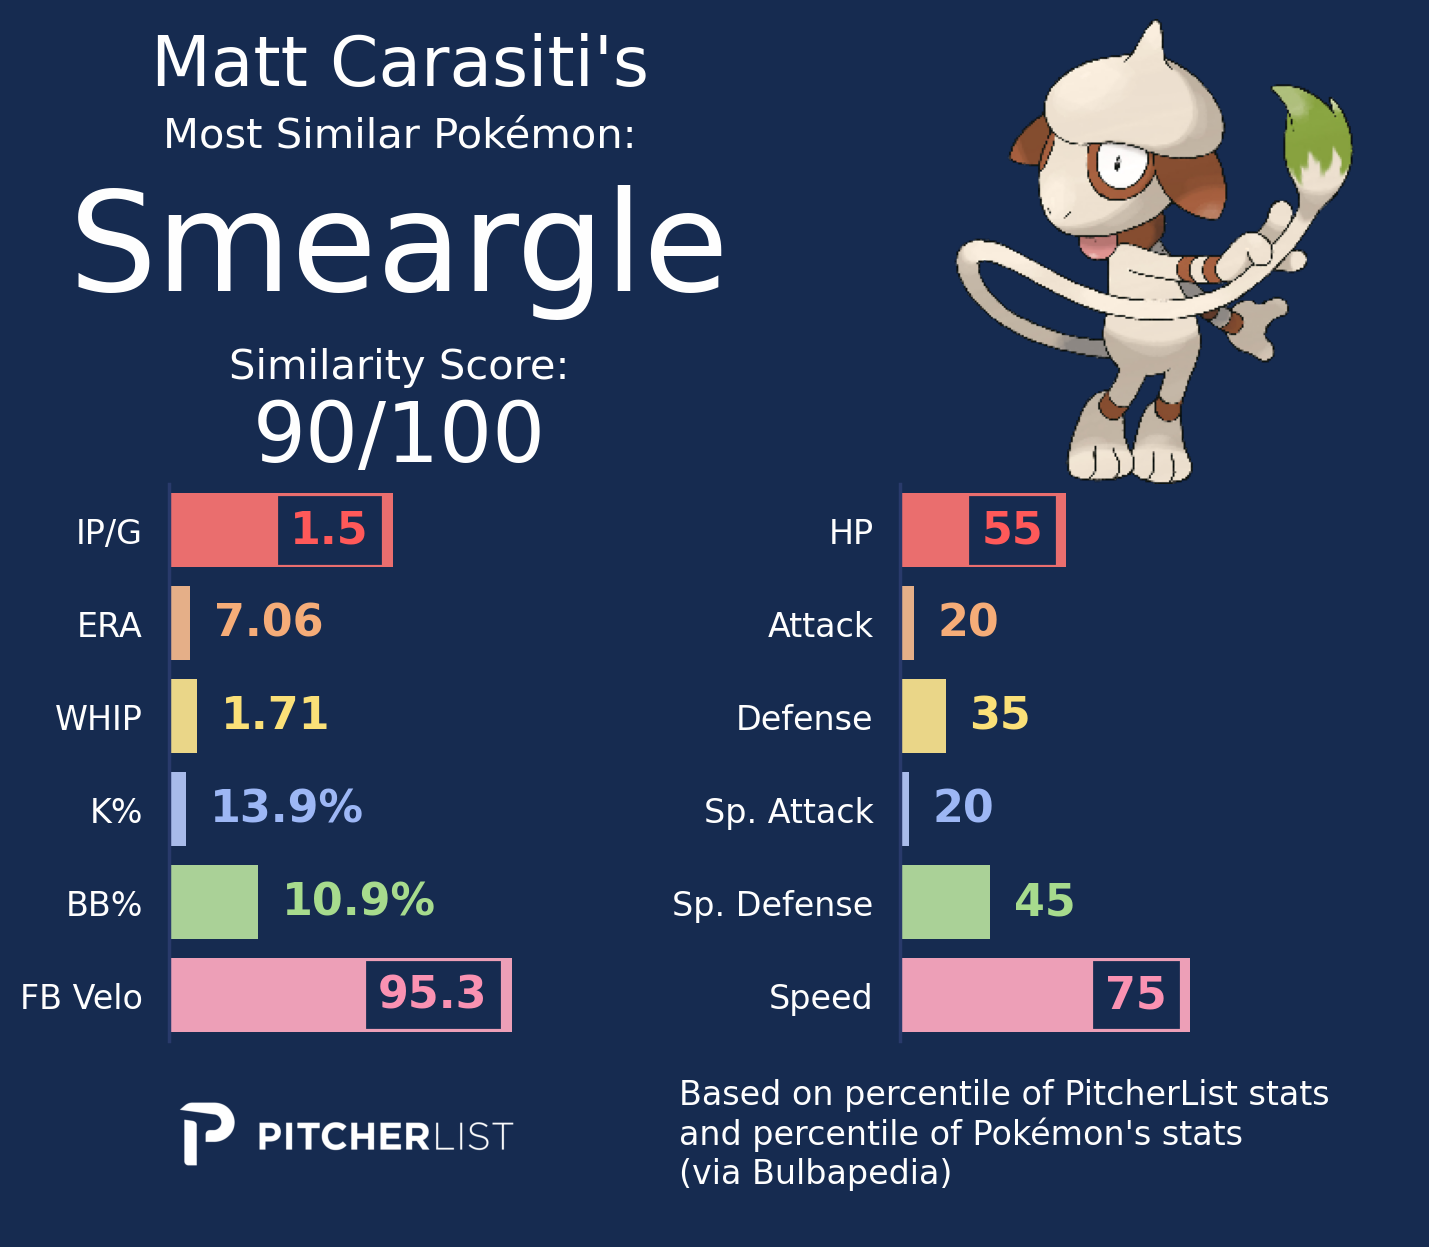 Matt Carasiti's
Most Similar Pokémon:
Smeargle
Similarity Score:
90/100
IP/G 1.5
ERA 7.06
WHIP 1.71
K% 13.9%
BB% 10.9%
FB Velo 95.3
HP 55
Attack 20
Defense 35
Sp. Attack 20
Sp. Defense 45
Speed 75
PITCHERLIST
Based on percentile of PitcherList stats
and percentile of Pokémon's stats
(via Bulbapedia)